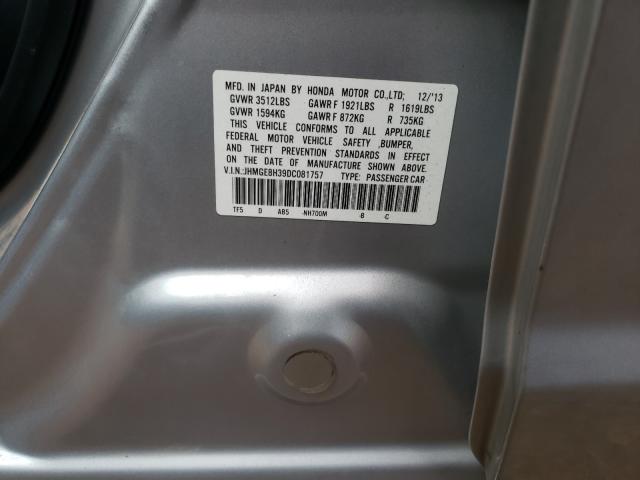 MFD. IN JAPAN BY HONDA MOTOR CO.,LTD; 12/'13
GVWR 3512LBS GAWR F 1921LBS R 1619LBS
GVWR 1594KG GAWR F 872KG R 735KG
THIS VEHICLE CONFORMS TO ALL APPLICABLE
FEDERAL MOTOR VEHICLE SAFETY ,BUMPER,
AND THEFT PREVENTION STANDARDS IN EFFECT
ON THE DATE OF MANUFACTURE SHOWN ABOVE.
V.I.N.:JHMGE8H39DC081757 TYPE: PASSENGER CAR
TF5 D AB5 -NH700M -B -C